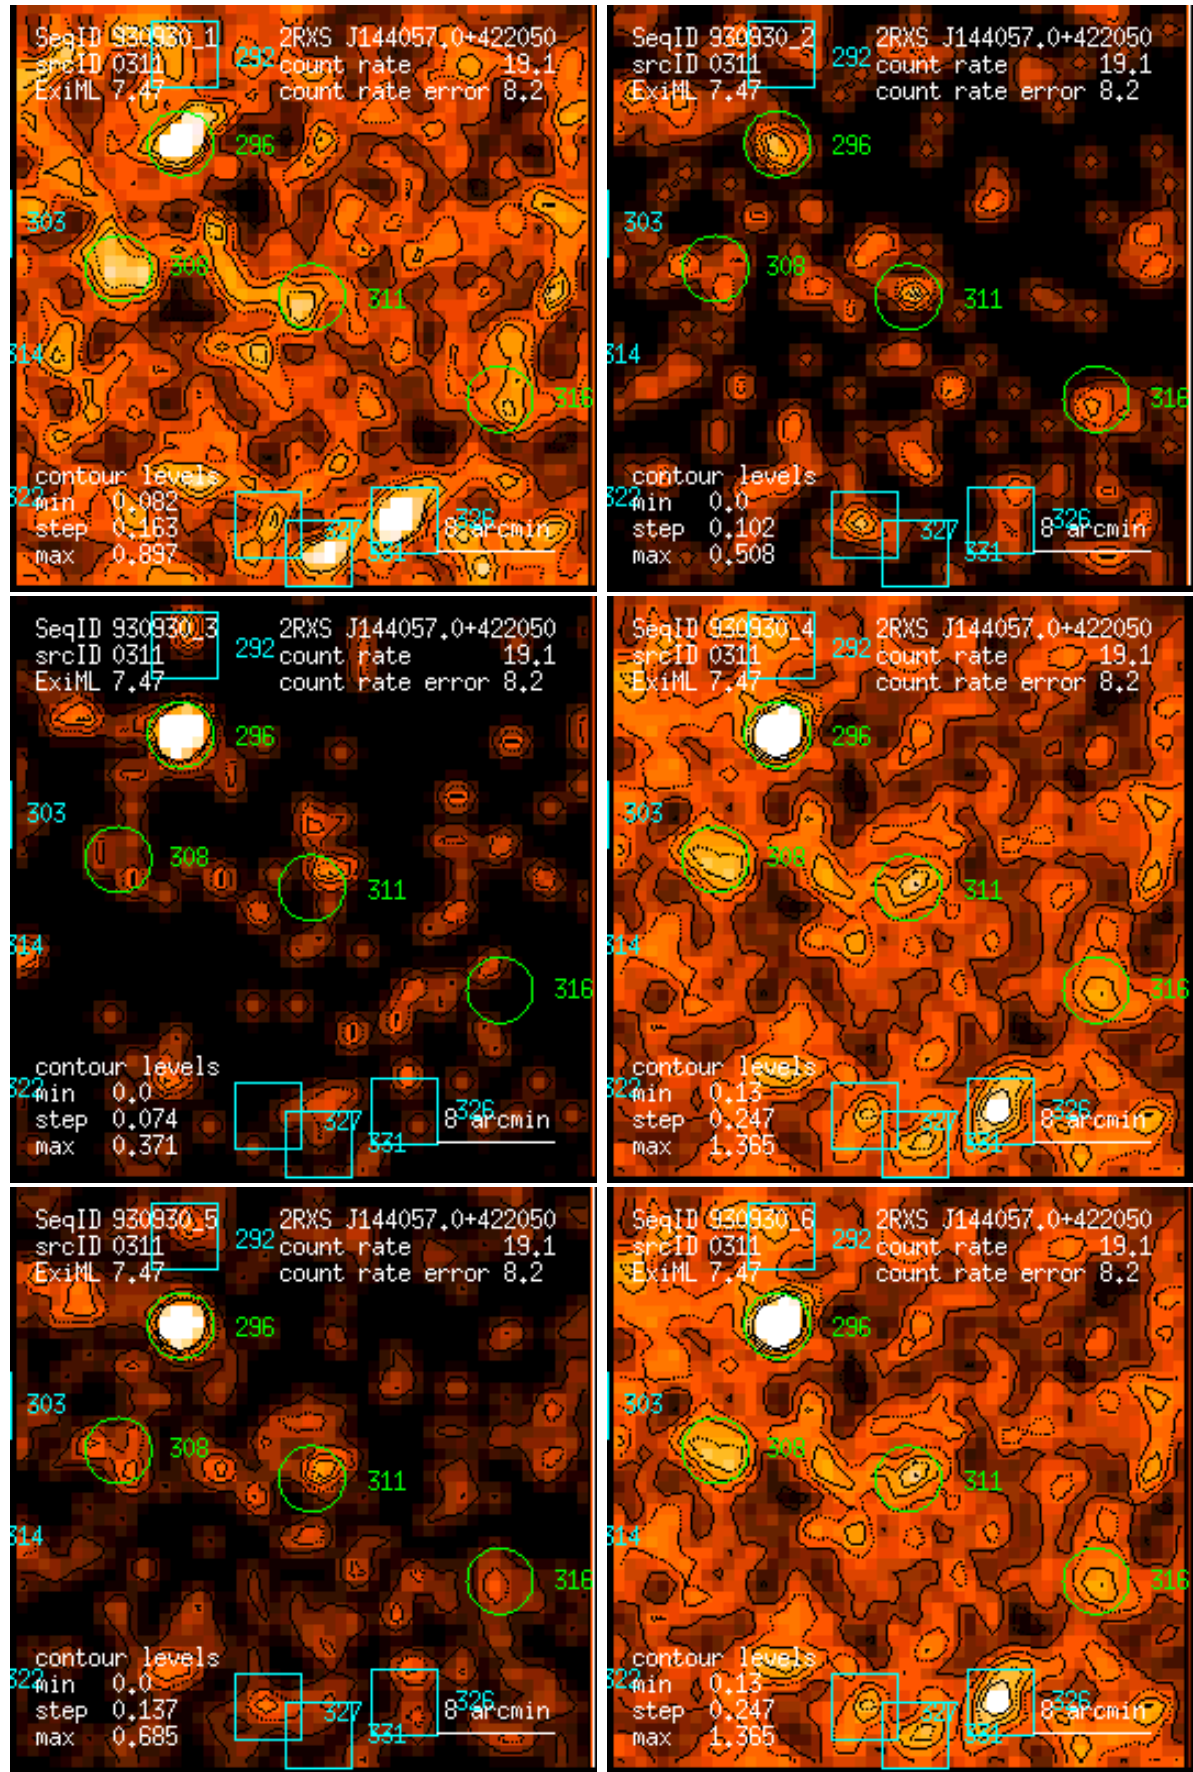 SeqID 930930_1 2RXS J144057.0+422050
srcID 0311 292 count rate 19.1
ExiML 7.47 count rate error 8.2
296
303
308
311
314
316
contour levels
322
min 0.082
step 0.163 327 326 8 arcmin
max 0.897 331
SeqID 930930_2 2RXS J144057.0+422050
srcID 0311 292 count rate 19.1
ExiML 7.47 count rate error 8.2
296
303
308
311
314
316
contour levels
322
min 0.0
step 0.102 327 326 8 arcmin
max 0.508 331
SeqID 930930_3 2RXS J144057.0+422050
srcID 0311 292 count rate 19.1
ExiML 7.47 count rate error 8.2
296
303
308
311
314
316
contour levels
322
min 0.0
step 0.074 327 326 8 arcmin
max 0.371 331
SeqID 930930_4 2RXS J144057.0+422050
srcID 0311 292 count rate 19.1
ExiML 7.47 count rate error 8.2
296
303
308
311
314
316
contour levels
322
min 0.13
step 0.247 327 326 8 arcmin
max 1.365 331
SeqID 930930_5 2RXS J144057.0+422050
srcID 0311 292 count rate 19.1
ExiML 7.47 count rate error 8.2
296
303
308
311
314
316
contour levels
322
min 0.0
step 0.137 327 326 8 arcmin
max 0.685 331
SeqID 930930_6 2RXS J144057.0+422050
srcID 0311 292 count rate 19.1
ExiML 7.47 count rate error 8.2
296
303
308
311
314
316
contour levels
322
min 0.13
step 0.247 327 326 8 arcmin
max 1.365 331